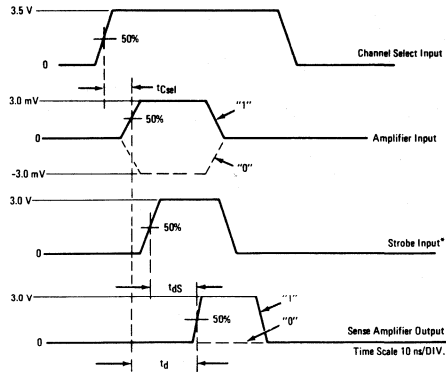 3.5 V
50%
0
Channel Select Input
tCsel
3.0 mV
"1"
50%
0
Amplifier Input
"0"
-3.0 mV
3.0 V
50%
0
Strobe Input*
tdS
3.0 V
"1"
50%
"0"
Sense Amplifier Output
0
Time Scale 10 ns/DIV.
td